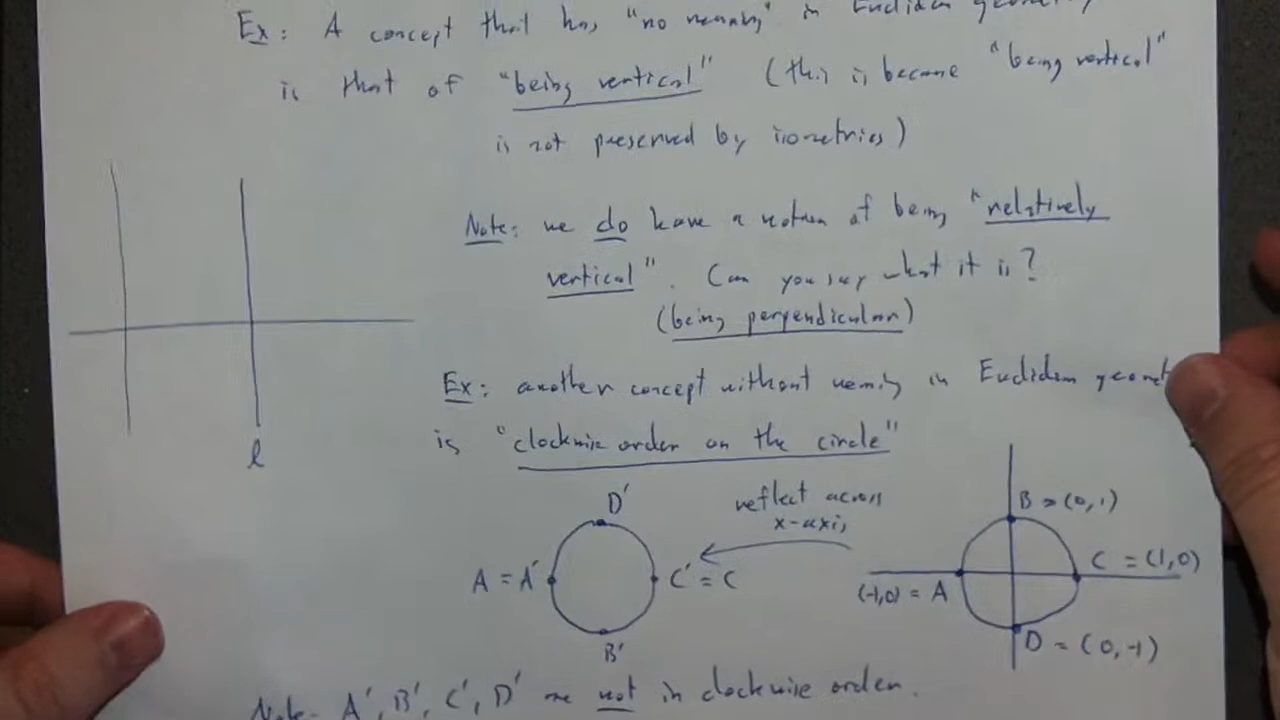 Ex: A concept that has "no meaning" in Euclidean geometry
is that of "being vertical" (this is because "being vertical"
is not preserved by isometries)
Note: we do have a notion of being "relatively
vertical". Can you say what it is?
(being perpendicular)
Ex: another concept without meaning in Euclidean geomet
is "clockwise order on the circle"
l
D'
A = A'
C' = C
B'
reflect across
x-axis
B = (0,1)
C = (1,0)
(-1,0) = A
D = (0,-1)
Note: A', B', C', D' are not in clockwise order.